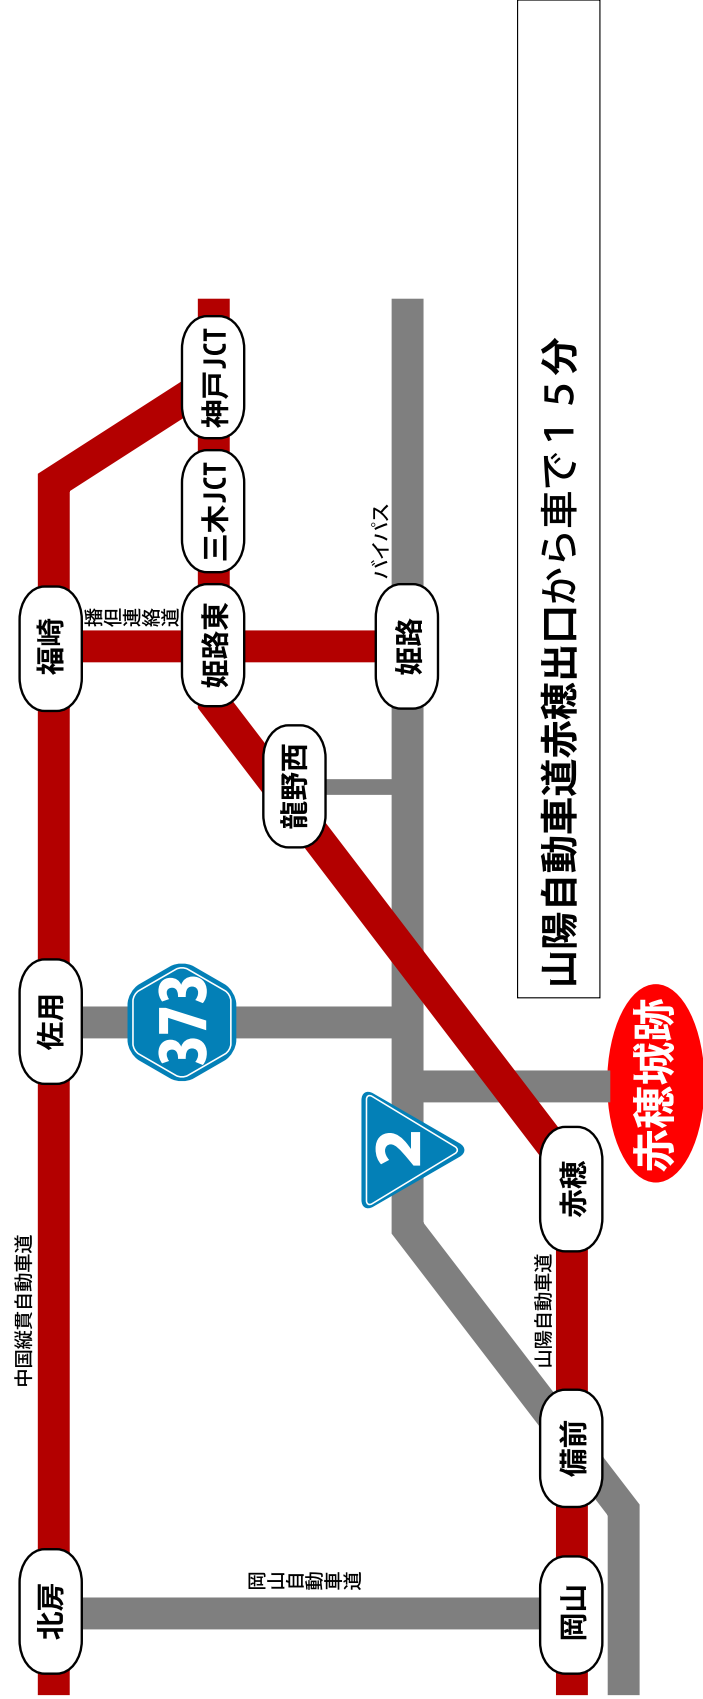 中国縦貫自動車道
北房
佐用
福崎
373
播但連絡道
神戸JCT
三木JCT
姫路東
龍野西
岡山自動車道
2
バイパス
姫路
山陽自動車道
岡山
備前
赤穂
山陽自動車道赤穂出口から車で１５分
赤穂城跡